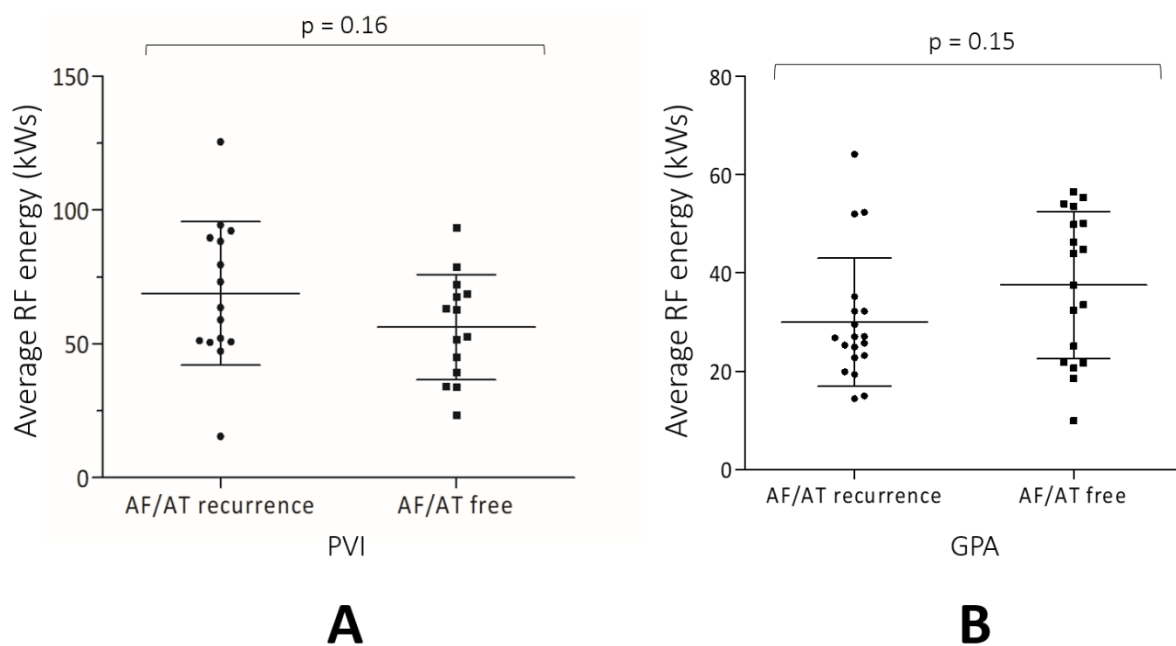 p = 0.16
150
100
50
0
Average RF energy (kWs)
AF/AT recurrence
AF/AT free
PVI
A
p = 0.15
80
60
40
20
0
Average RF energy (kWs)
AF/AT recurrence
AF/AT free
GPA
B